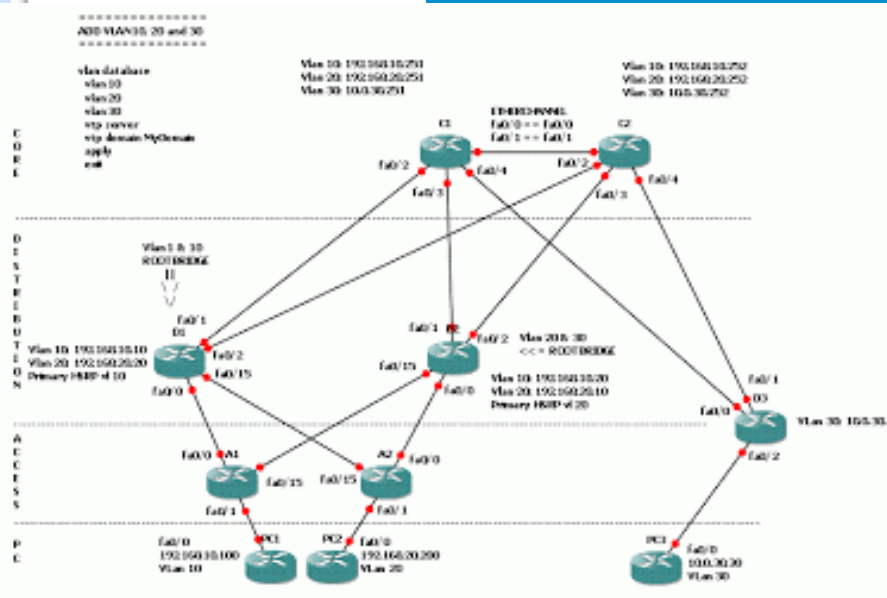 ADD VLAN 10, 20 and 30
vlan database
vlan 10
vlan 20
vlan 30
vtp server
vtp domain MyDomain
apply
exit
Vlan 10: 192.168.10.251
Vlan 20: 192.168.20.251
Vlan 30: 10.0.30.251
Vlan 10: 192.168.10.252
Vlan 20: 192.168.20.252
Vlan 30: 10.0.30.252
C1
ETHERCHANNEL
fa0/0 == fa0/0
fa0/1 == fa0/1
C2
CORE
fa0/2
fa0/3
fa0/4
fa0/2
fa0/3
fa0/4
DISTRIBUTION
Vlan 1 & 10
ROOTBRIDGE
fa0/1
D1
Vlan 10: 192.168.10.10
Vlan 20: 192.168.20.20
Primary HSRP vl 10
fa0/2
fa0/15
fa0/0
fa0/1
fa0/2
Vlan 20 & 30
<<= ROOTBRIDGE
fa0/15
fa0/0
Vlan 10: 192.168.10.20
Vlan 20: 192.168.20.10
Primary HSRP vl 20
fa0/1
D3
fa0/0
VLan 30: 10.0.30.
fa0/2
ACCESS
fa0/0
A1
fa0/15
fa0/1
A2
fa0/0
fa0/15
fa0/1
PC
fa0/0
192.168.10.100
VLan 10
PC1
PC2
fa0/0
192.168.20.200
VLan 20
PC3
fa0/0
10.0.30.30
VLan 30